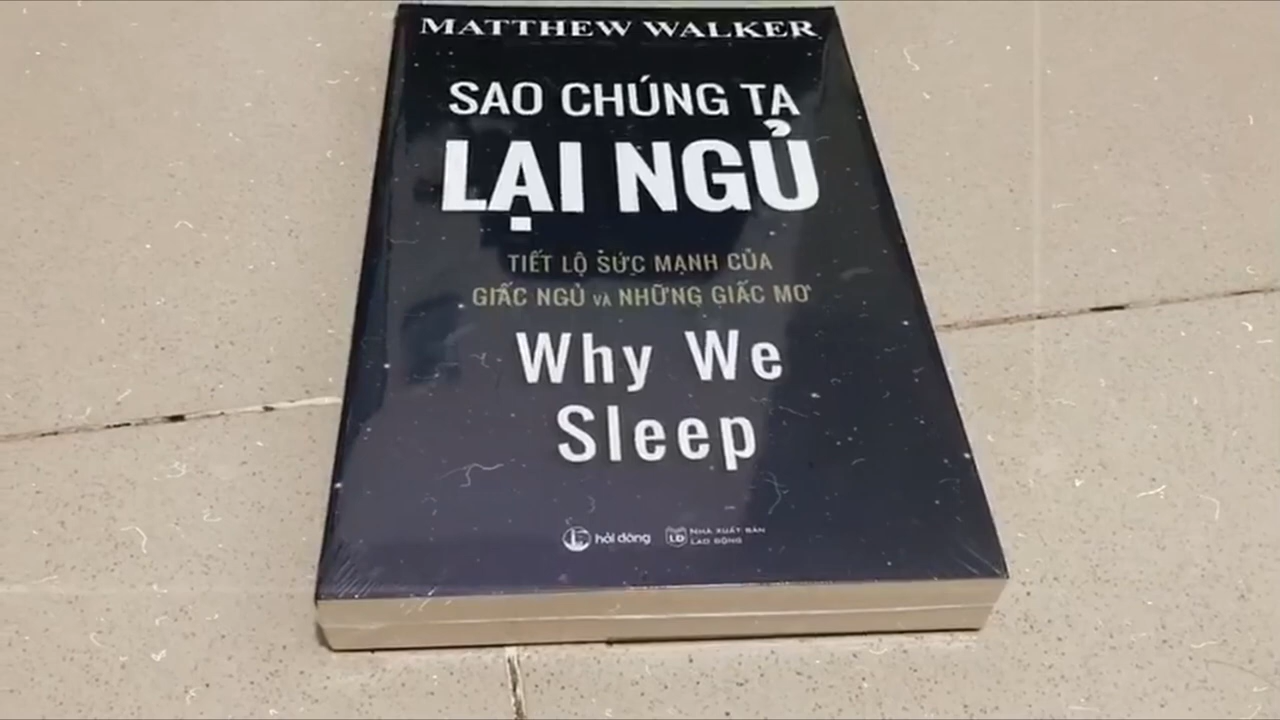 MATTHEW WALKER
SAO CHÚNG TA
LẠI NGỦ
TIẾT LỘ SỨC MẠNH CỦA
GIẤC NGỦ VÀ NHỮNG GIẤC MƠ
Why We
Sleep
hải đăng
LĐ
NHÀ XUẤT BẢN
LAO ĐỘNG